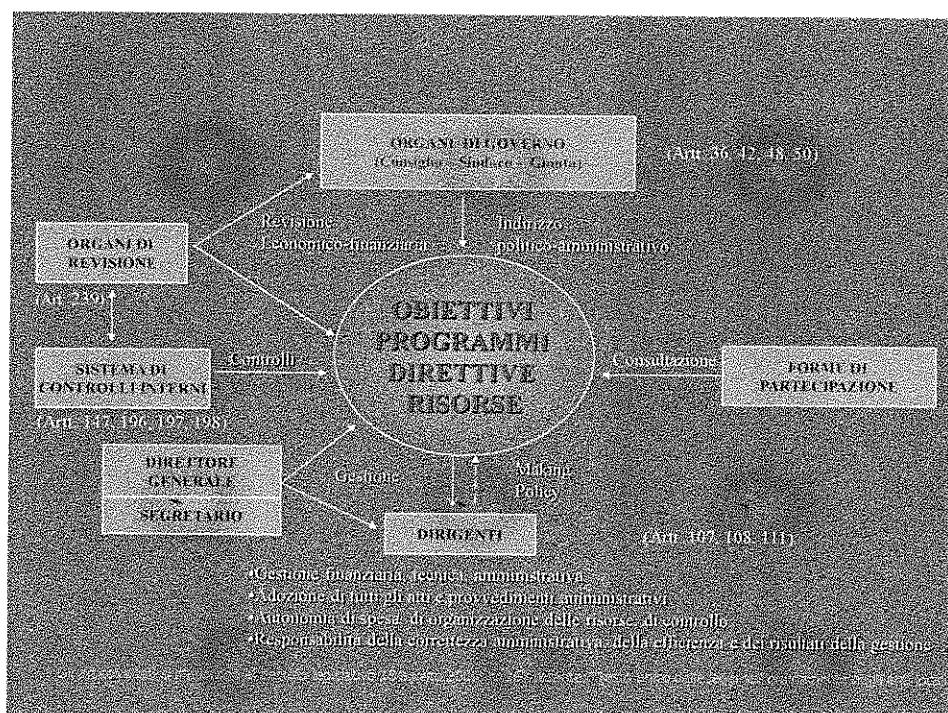 ORGANI DI GOVERNO
(Consiglio - Sindaco - Giunta)
(Artt. 36, 42, 48, 50)
Revisione
Economico-finanziaria
Indirizzo
politico-amministrativo
ORGANI DI
REVISIONE
(Art. 239)
OBIETTIVI
PROGRAMMI
DIRETTIVE
RISORSE
Controlli
SISTEMA DI
CONTROLLI INTERNI
(Artt. 147, 196, 197, 198)
Consultazione
FORME DI
PARTECIPAZIONE
DIRETTORE
GENERALE
SEGRETARIO
Gestione
Making
Policy
DIRIGENTI
(Artt. 107, 108, 111)
•Gestione finanziaria, tecnica, amministrativa
•Adozione di tutti gli atti e provvedimenti amministrativi
•Autonomia di spesa, di organizzazione delle risorse, di controllo
•Responsabilità della correttezza amministrativa, della efficienza e dei risultati della gestione